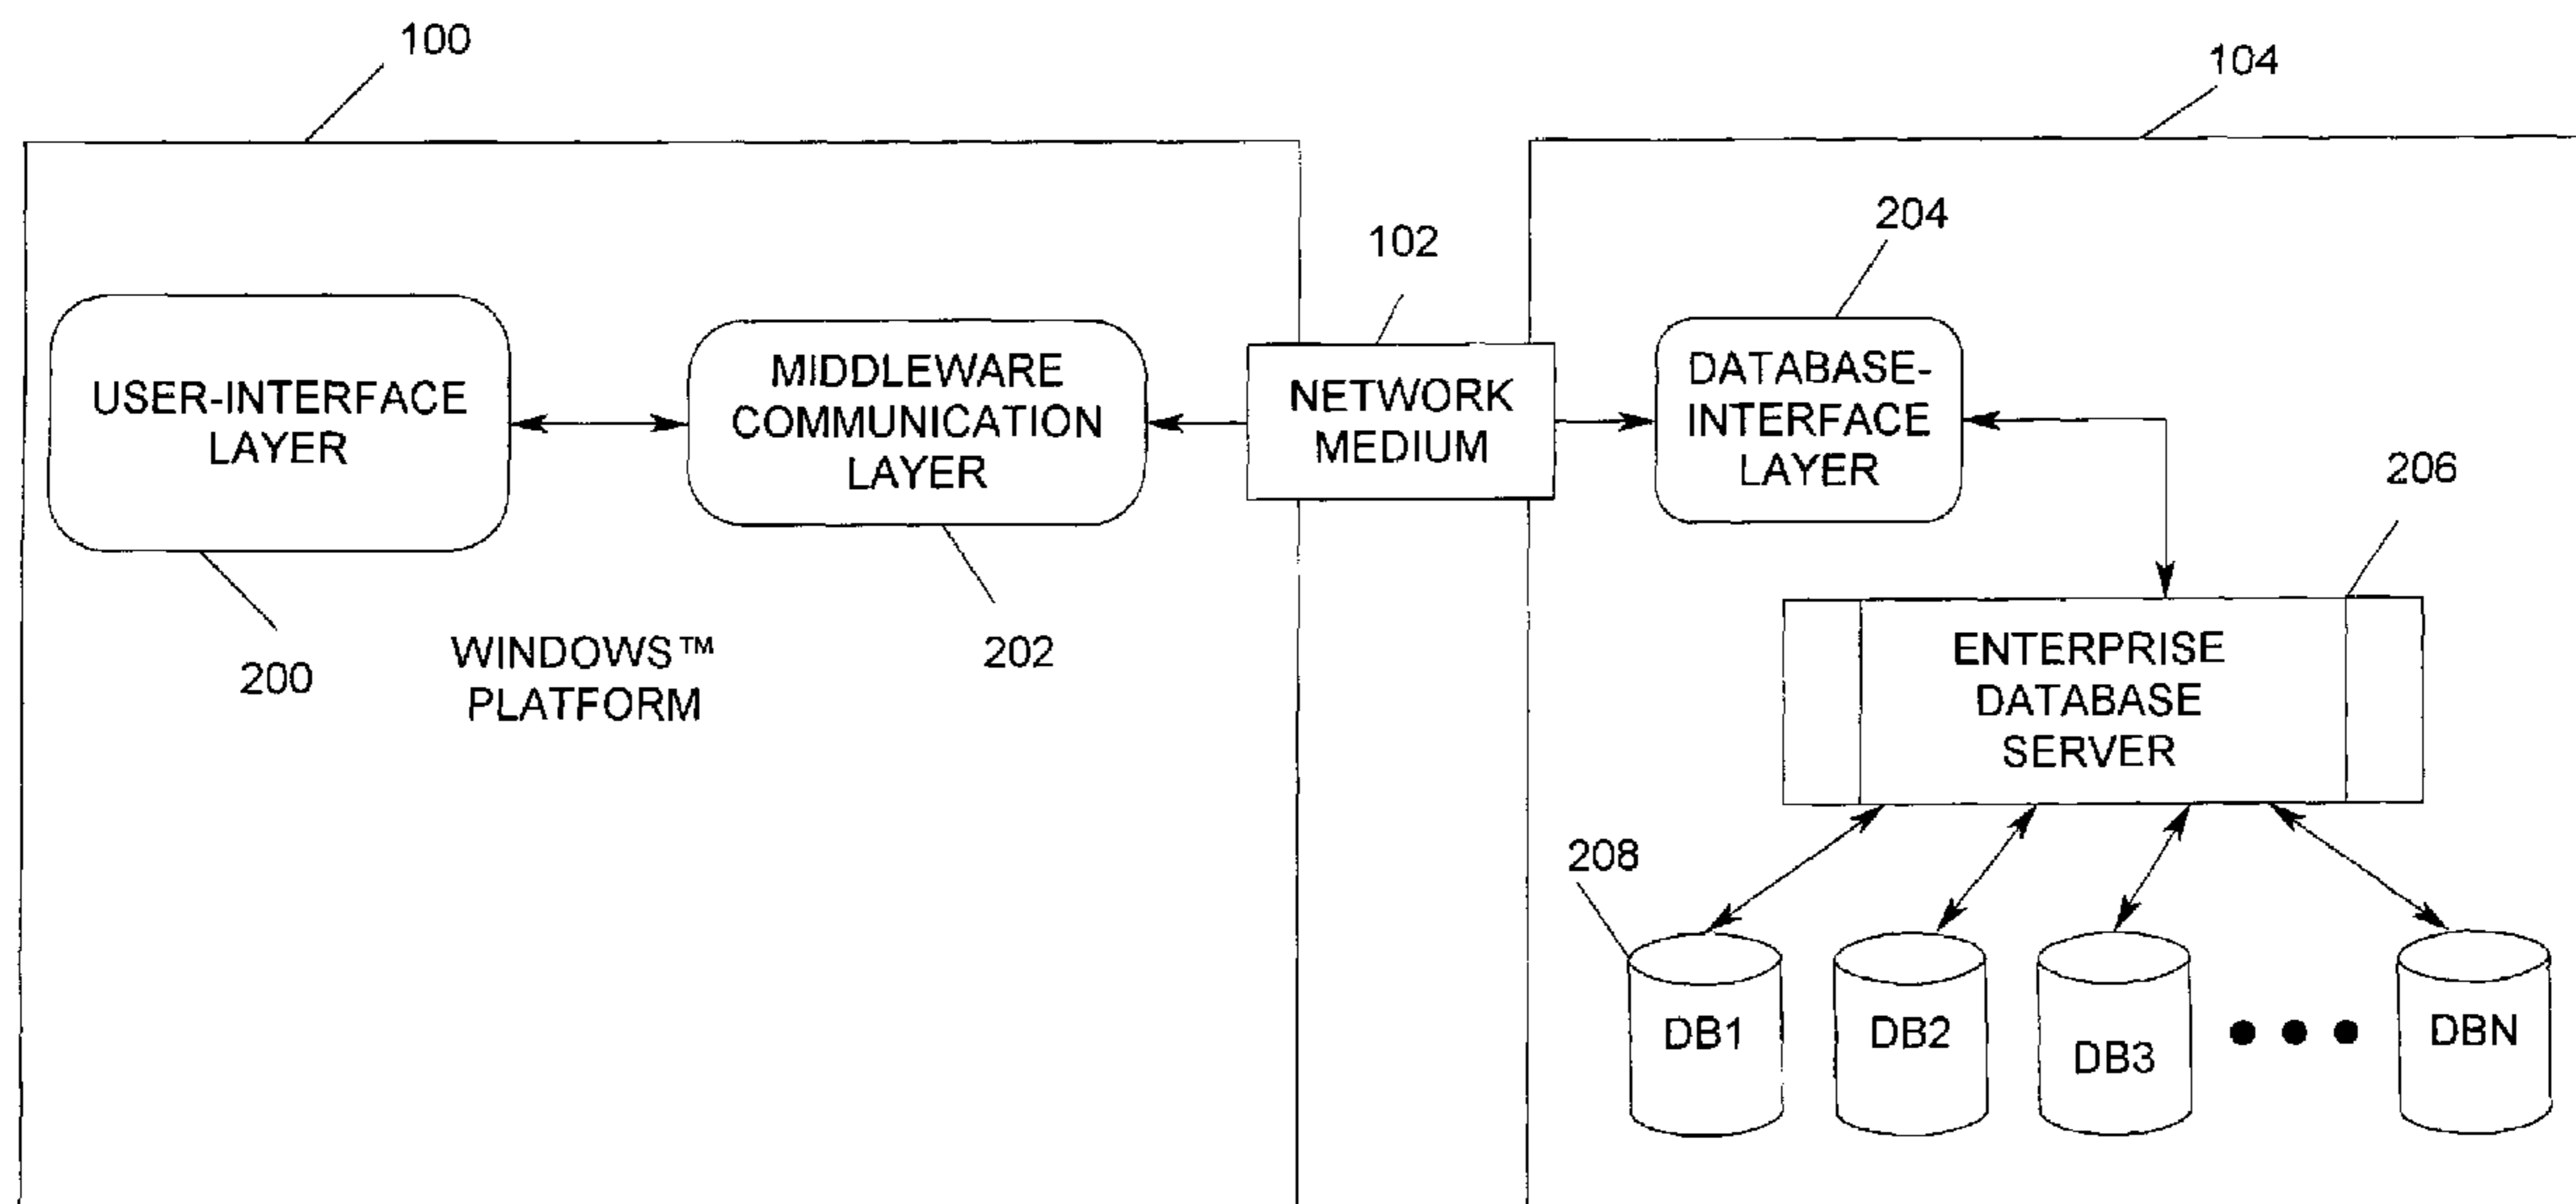 100
104
204
102
USER-INTERFACE
LAYER
MIDDLEWARE
COMMUNICATION
LAYER
NETWORK
MEDIUM
DATABASE-
INTERFACE
LAYER
206
200
WINDOWS™
PLATFORM
202
ENTERPRISE
DATABASE
SERVER
208
DB1
DB2
DB3
DBN